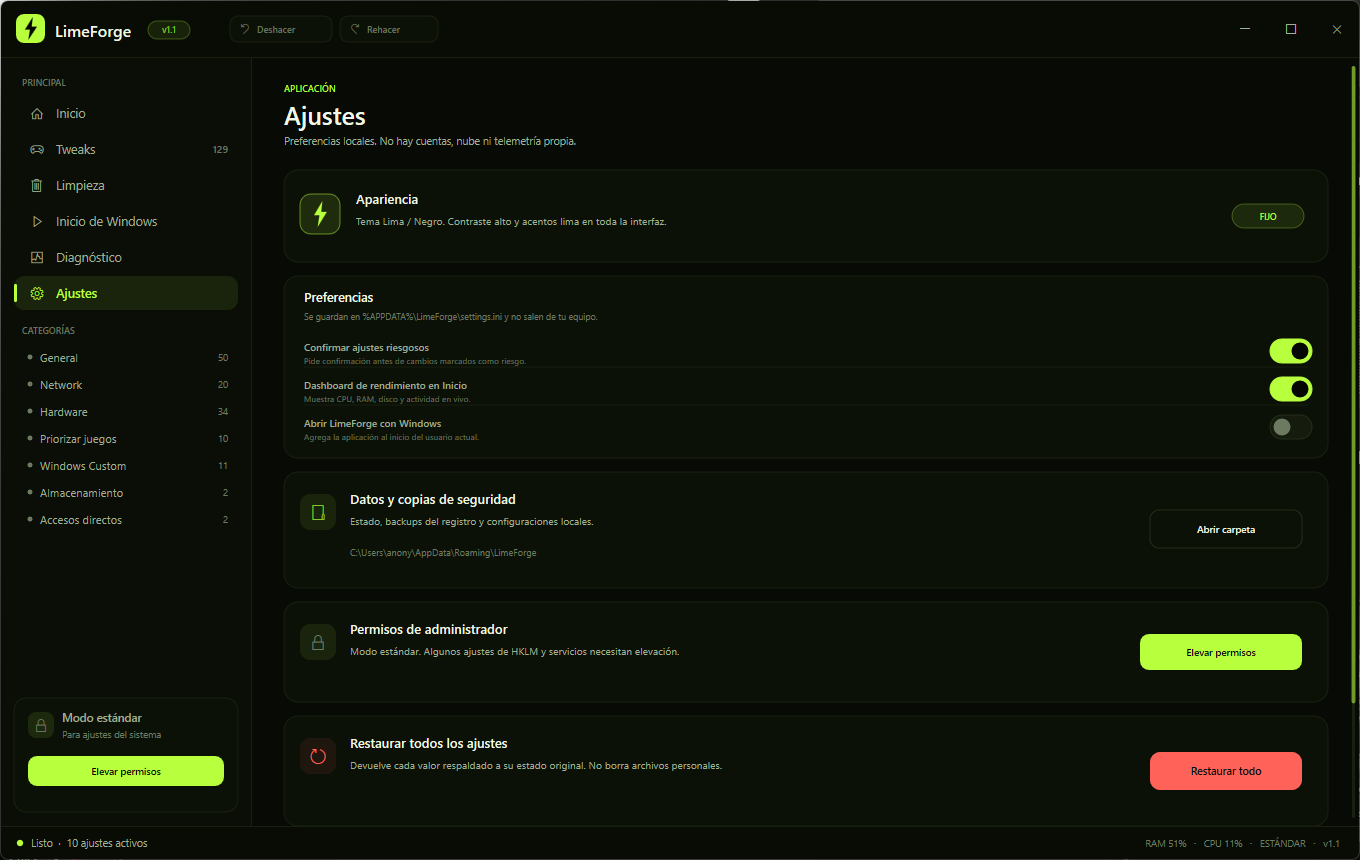 LimeForge
v1.1
Deshacer
Rehacer
PRINCIPAL
Inicio
Tweaks 129
Limpieza
Inicio de Windows
Diagnóstico
Ajustes
CATEGORÍAS
General 50
Network 20
Hardware 34
Priorizar juegos 10
Windows Custom 11
Almacenamiento 2
Accesos directos 2
Modo estándar
Para ajustes del sistema
Elevar permisos
APLICACIÓN
Ajustes
Preferencias locales. No hay cuentas, nube ni telemetría propia.
Apariencia
Tema Lima / Negro. Contraste alto y acentos lima en toda la interfaz.
FIJO
Preferencias
Se guardan en %APPDATA%\LimeForge\settings.ini y no salen de tu equipo.
Confirmar ajustes riesgosos
Pide confirmación antes de cambios marcados como riesgo.
Dashboard de rendimiento en Inicio
Muestra CPU, RAM, disco y actividad en vivo.
Abrir LimeForge con Windows
Agrega la aplicación al inicio del usuario actual.
Datos y copias de seguridad
Estado, backups del registro y configuraciones locales.
C:\Users\anony\AppData\Roaming\LimeForge
Abrir carpeta
Permisos de administrador
Modo estándar. Algunos ajustes de HKLM y servicios necesitan elevación.
Elevar permisos
Restaurar todos los ajustes
Devuelve cada valor respaldado a su estado original. No borra archivos personales.
Restaurar todo
Listo · 10 ajustes activos
RAM 51% · CPU 11% · ESTÁNDAR · v1.1